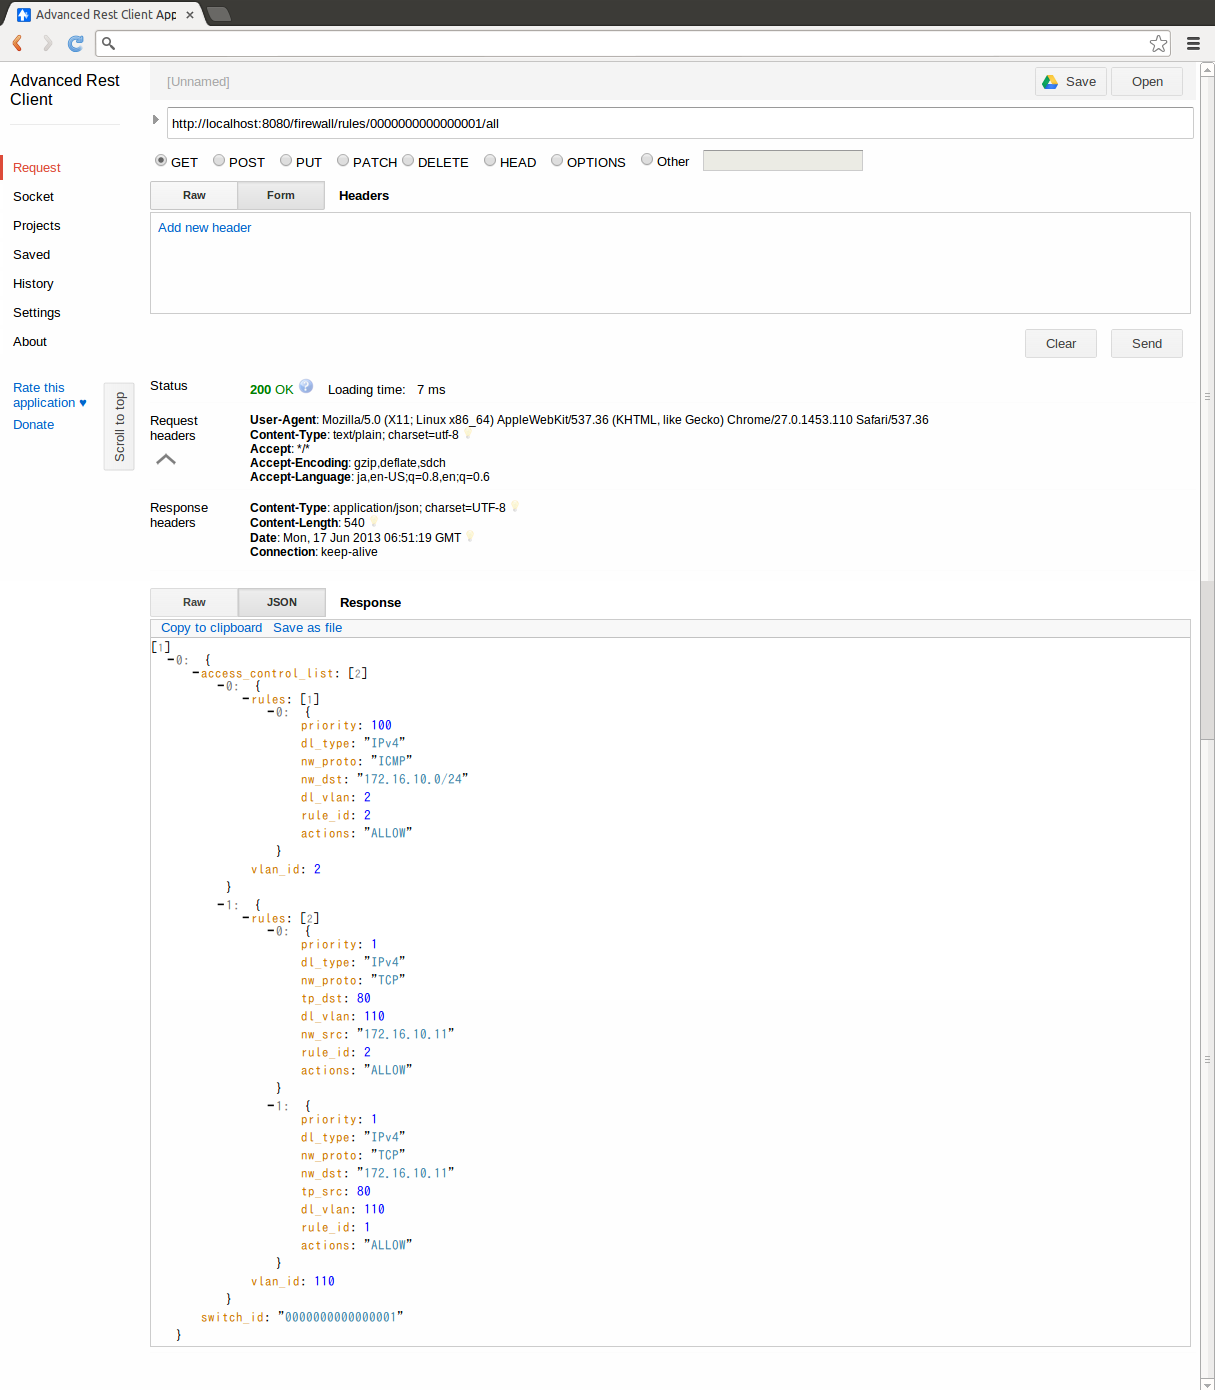 Advanced Rest Client App
Advanced Rest Client
[Unnamed]
Save
Open
http://localhost:8080/firewall/rules/0000000000000001/all
GET POST PUT PATCH DELETE HEAD OPTIONS Other
Raw Form Headers
Add new header
Request
Socket
Projects
Saved
History
Settings
About
Rate this
application ♥
Donate
Scroll to top
Clear Send
Status 200 OK ? Loading time: 7 ms
Request headers
User-Agent: Mozilla/5.0 (X11; Linux x86_64) AppleWebKit/537.36 (KHTML, like Gecko) Chrome/27.0.1453.110 Safari/537.36
Content-Type: text/plain; charset=utf-8
Accept: */*
Accept-Encoding: gzip,deflate,sdch
Accept-Language: ja,en-US;q=0.8,en;q=0.6
Response headers
Content-Type: application/json; charset=UTF-8
Content-Length: 540
Date: Mon, 17 Jun 2013 06:51:19 GMT
Connection: keep-alive
Raw JSON Response
Copy to clipboard Save as file
[1]
-0: {
-access_control_list: [2]
-0: {
-rules: [1]
-0: {
priority: 100
dl_type: "IPv4"
nw_proto: "ICMP"
nw_dst: "172.16.10.0/24"
dl_vlan: 2
rule_id: 2
actions: "ALLOW"
}
vlan_id: 2
}
-1: {
-rules: [2]
-0: {
priority: 1
dl_type: "IPv4"
nw_proto: "TCP"
tp_dst: 80
dl_vlan: 110
nw_src: "172.16.10.11"
rule_id: 2
actions: "ALLOW"
}
-1: {
priority: 1
dl_type: "IPv4"
nw_proto: "TCP"
nw_dst: "172.16.10.11"
tp_src: 80
dl_vlan: 110
rule_id: 1
actions: "ALLOW"
}
vlan_id: 110
}
switch_id: "0000000000000001"
}